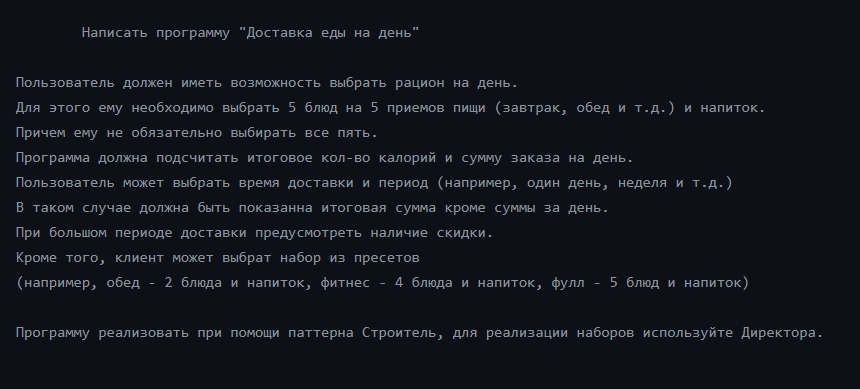 Написать программу "Доставка еды на день"
Пользователь должен иметь возможность выбрать рацион на день.
Для этого ему необходимо выбрать 5 блюд на 5 приемов пищи (завтрак, обед и т.д.) и напиток.
Причем ему не обязательно выбирать все пять.
Программа должна подсчитать итоговое кол-во калорий и сумму заказа на день.
Пользователь может выбрать время доставки и период (например, один день, неделя и т.д.)
В таком случае должна быть показанна итоговая сумма кроме суммы за день.
При большом периоде доставки предусмотреть наличие скидки.
Кроме того, клиент может выбрат набор из пресетов
(например, обед - 2 блюда и напиток, фитнес - 4 блюда и напиток, фулл - 5 блюд и напиток)
Программу реализовать при помощи паттерна Строитель, для реализации наборов используйте Директора.